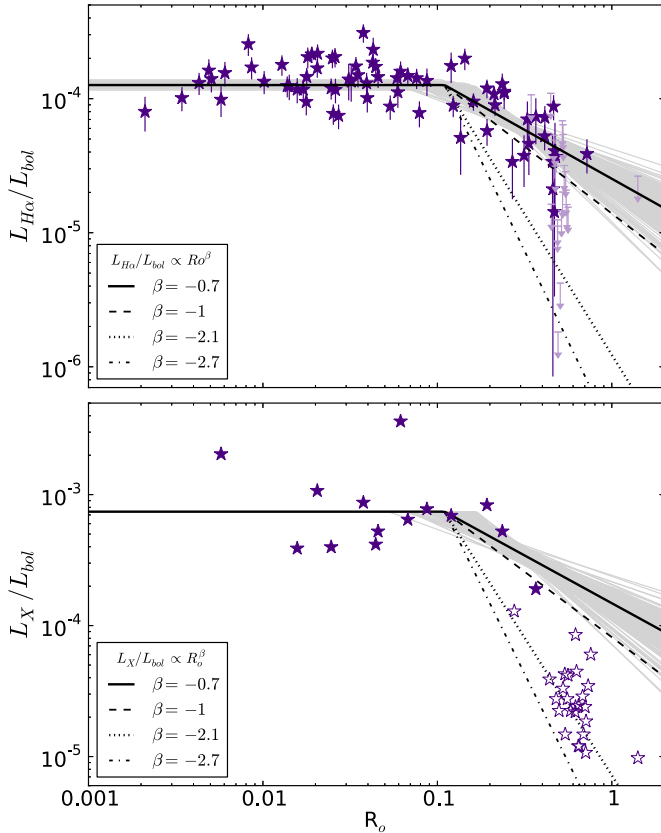 10⁻⁴
10⁻⁵
10⁻⁶
L_{Hα}/L_{bol}
L_{Hα}/L_{bol} ∝ Ro^β
β = −0.7
β = −1
β = −2.1
β = −2.7
10⁻³
10⁻⁴
10⁻⁵
L_X/L_{bol}
L_X/L_{bol} ∝ R_o^β
β = −0.7
β = −1
β = −2.1
β = −2.7
0.001 0.01 0.1 1
R_o